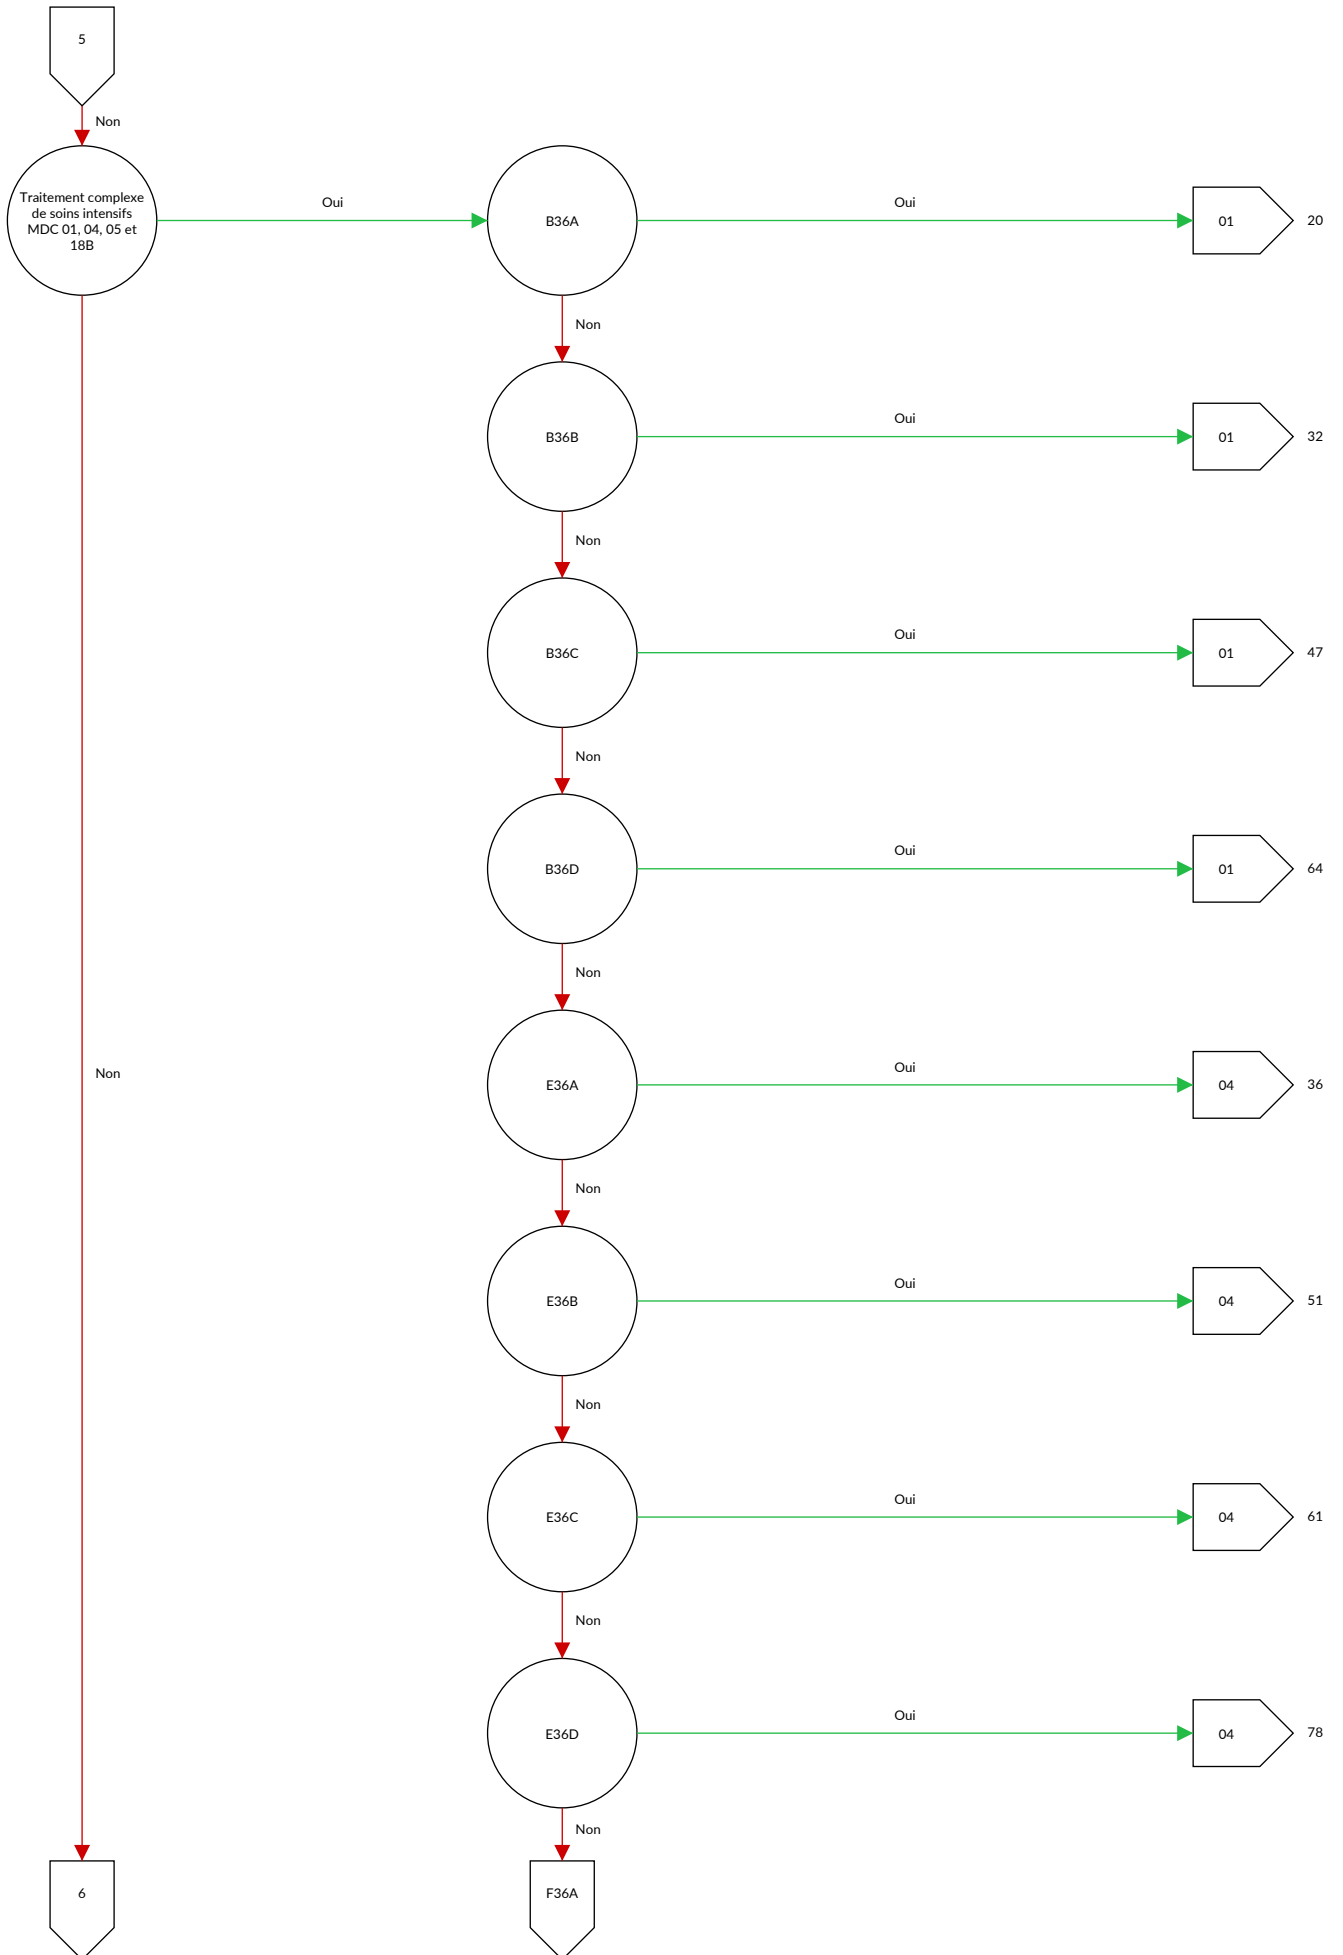 5
Non
Traitement complexe
de soins intensifs
MDC 01, 04, 05 et
18B
Oui
B36A
Oui
01
20
Non
B36B
Oui
01
32
Non
B36C
Oui
01
47
Non
B36D
Oui
01
64
Non
Non
E36A
Oui
04
36
Non
E36B
Oui
04
51
Non
E36C
Oui
04
61
Non
E36D
Oui
04
78
Non
6
F36A